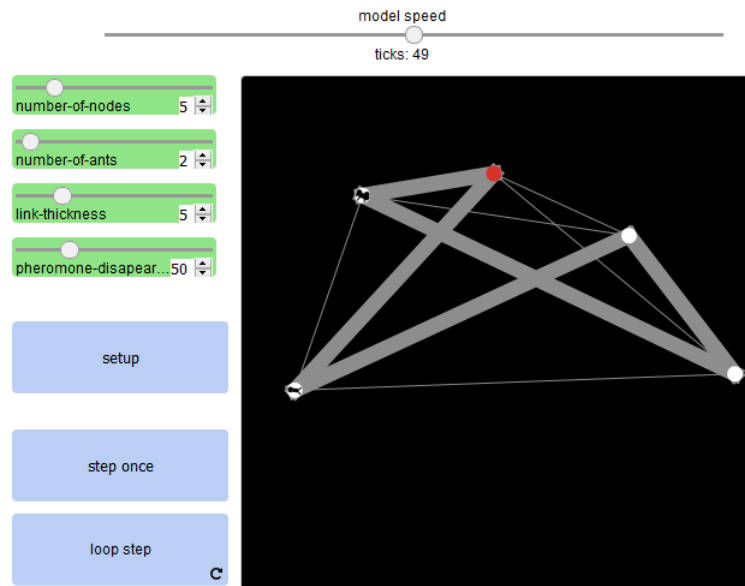 model speed
ticks: 49
number-of-nodes 5
number-of-ants 2
link-thickness 5
pheromone-disapear... 50
setup
step once
loop step